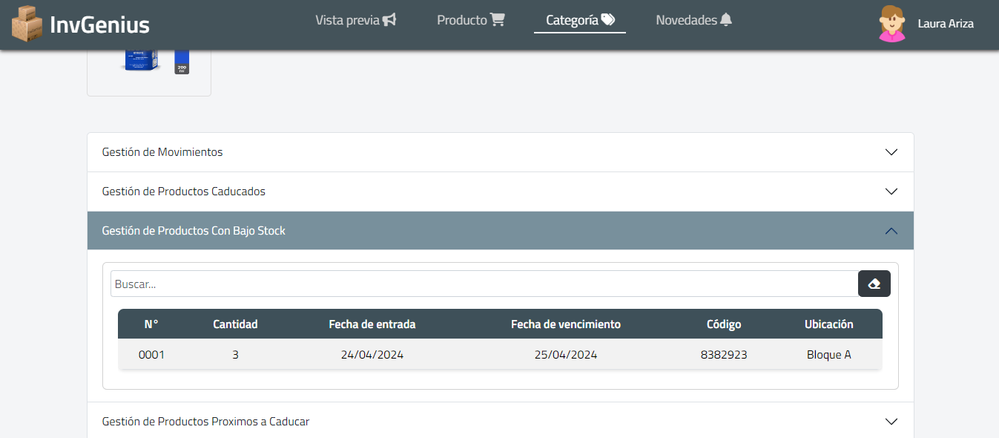 InvGenius
Vista previa
Producto
Categoría
Novedades
Laura Ariza
200
ml
Gestión de Movimientos
Gestión de Productos Caducados
Gestión de Productos Con Bajo Stock
Buscar...
N° Cantidad Fecha de entrada Fecha de vencimiento Código Ubicación
0001 3 24/04/2024 25/04/2024 8382923 Bloque A
Gestión de Productos Proximos a Caducar